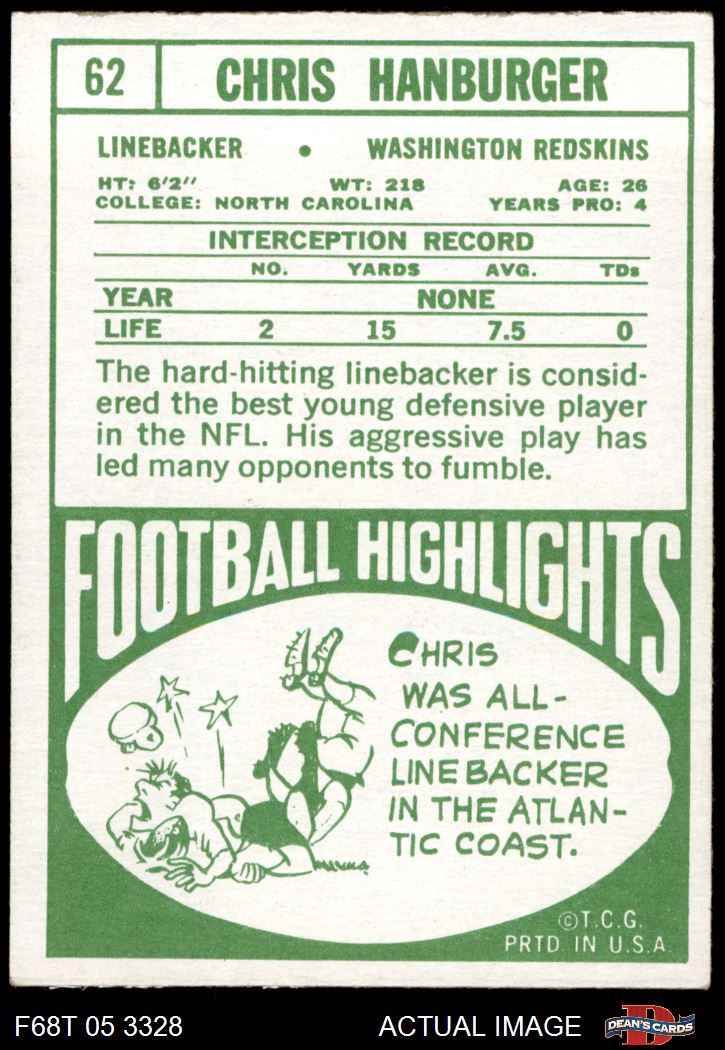 62 CHRIS HANBURGER
LINEBACKER • WASHINGTON REDSKINS
HT: 6'2" WT: 218 AGE: 26
COLLEGE: NORTH CAROLINA YEARS PRO: 4
INTERCEPTION RECORD
NO. YARDS AVG. TDs
YEAR NONE
LIFE 2 15 7.5 0
The hard-hitting linebacker is consid-
ered the best young defensive player
in the NFL. His aggressive play has
led many opponents to fumble.
FOOTBALL HIGHLIGHTS
CHRIS
WAS ALL-
CONFERENCE
LINEBACKER
IN THE ATLAN-
TIC COAST.
©T.C.G.
PRTD. IN U.S.A.
F68T 05 3328 ACTUAL IMAGE
D
DEAN'S CARDS